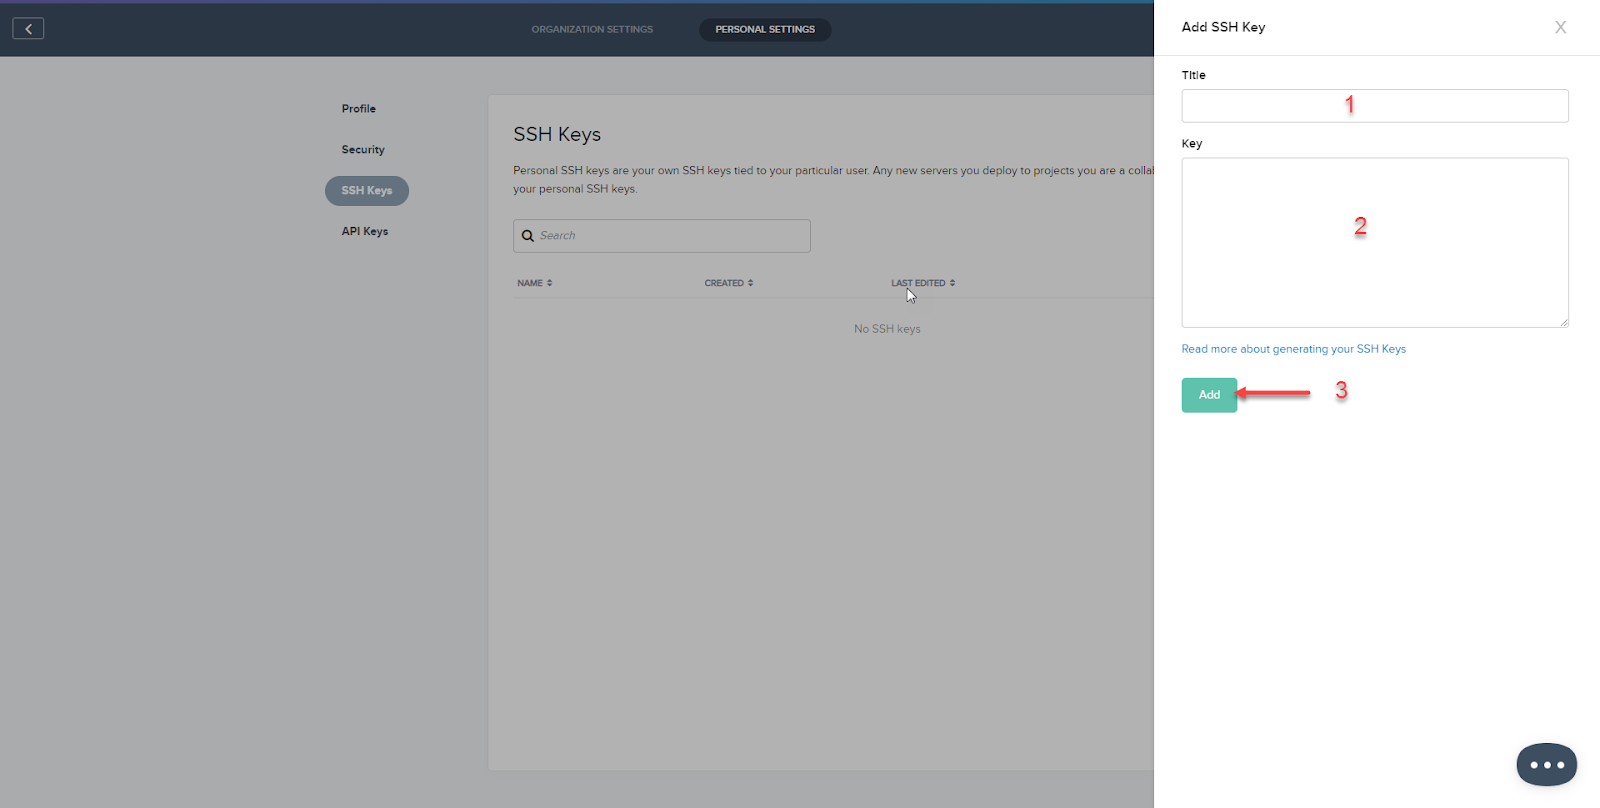 ORGANIZATION SETTINGS
PERSONAL SETTINGS
Profile
Security
SSH Keys
API Keys
SSH Keys
Personal SSH keys are your own SSH keys tied to your particular user. Any new servers you deploy to projects you are a collab
your personal SSH keys.
Search
NAME
CREATED
LAST EDITED
No SSH keys
Add SSH Key
X
Title
1
Key
2
Read more about generating your SSH Keys
Add
3